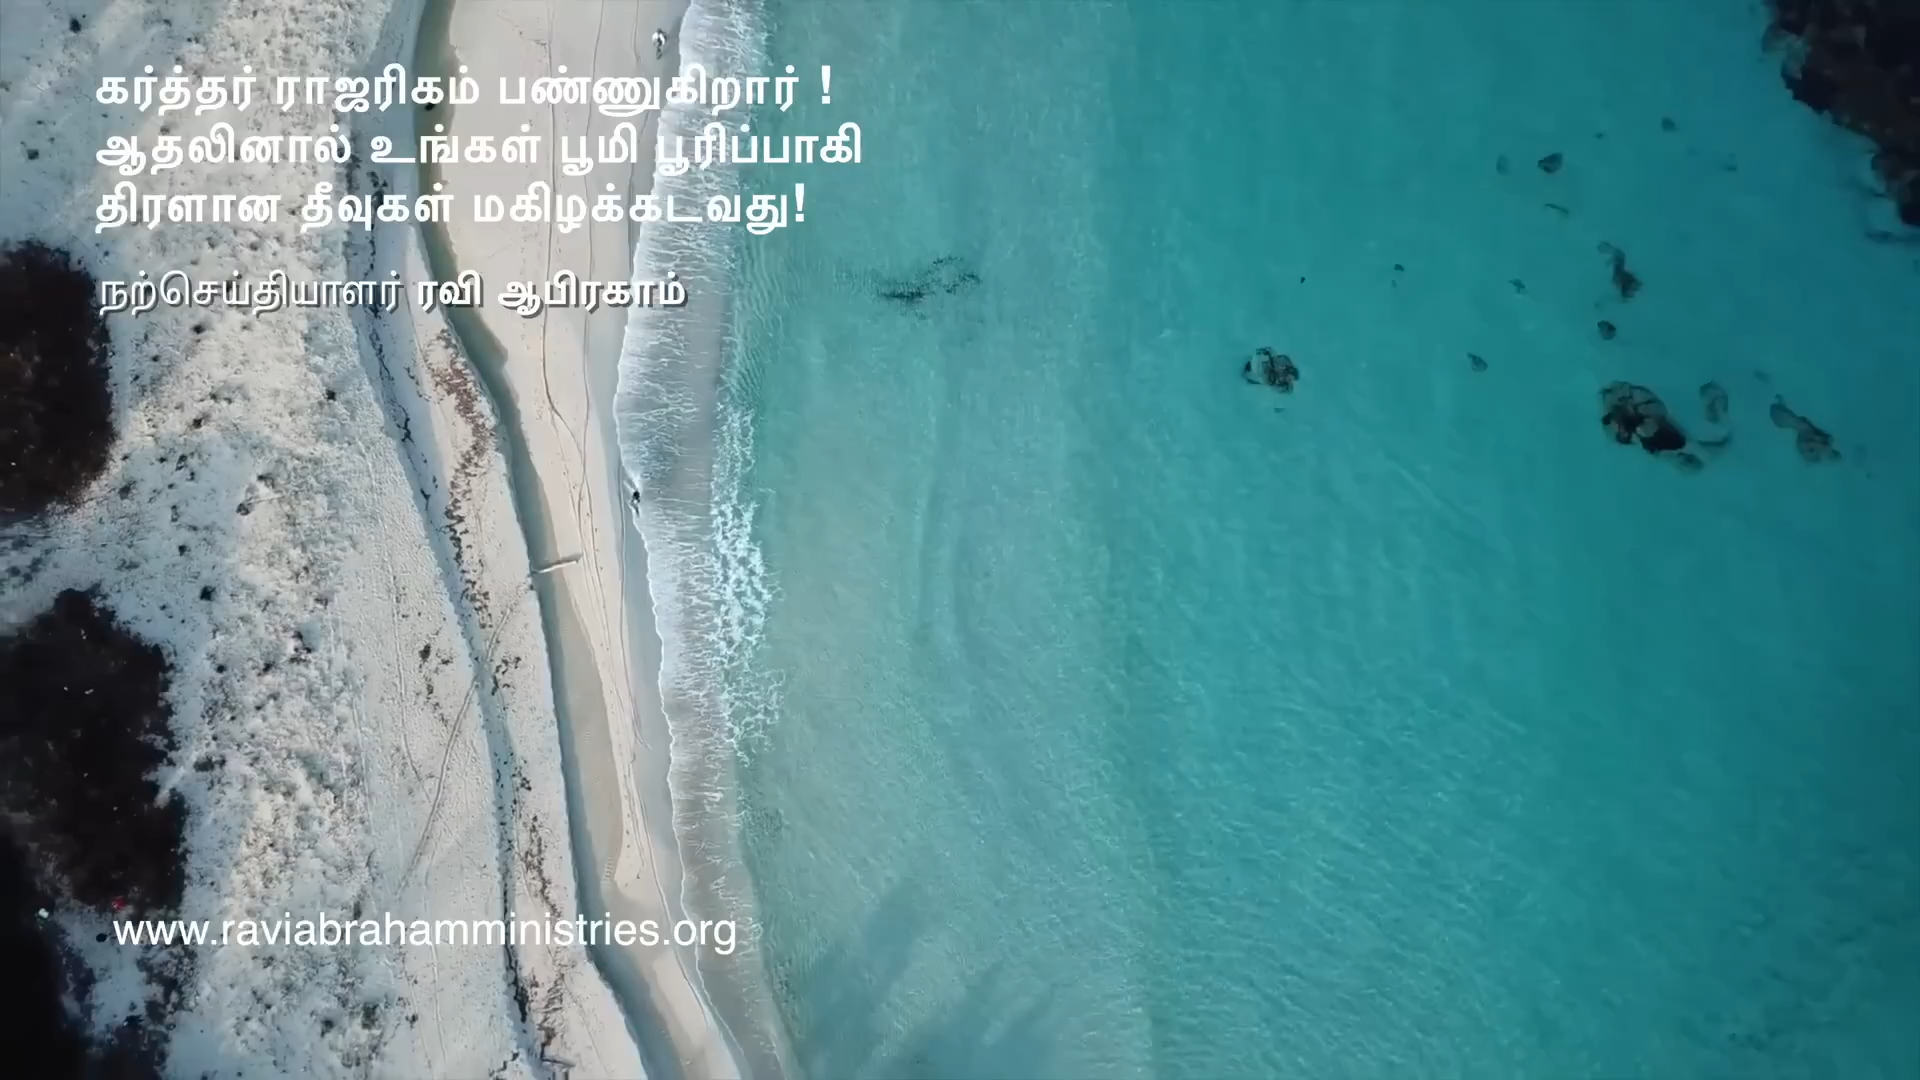 கர்த்தர் ராஜரிகம் பண்ணுகிறார் !
ஆதலினால் உங்கள் பூமி பூரிப்பாகி
திரளான தீவுகள் மகிழக்கடவது!
நற்செய்தியாளர் ரவி ஆபிரகாம்
www.raviabrahamministries.org